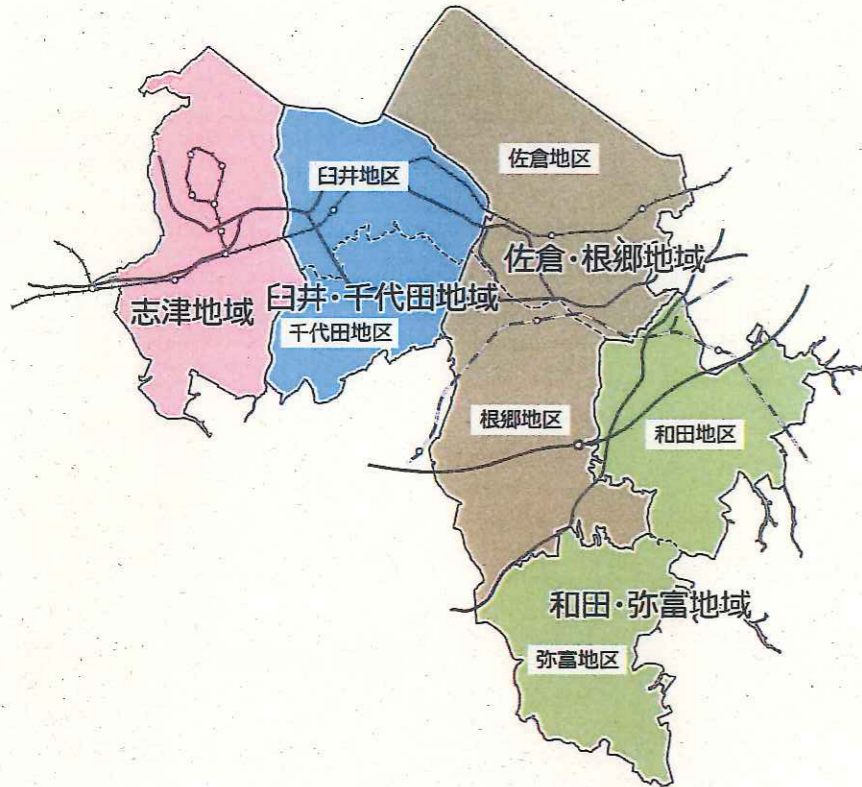 佐倉地区
臼井地区
佐倉・根郷地域
臼井・千代田地域
志津地域
千代田地区
根郷地区
和田地区
和田・弥富地域
弥富地区